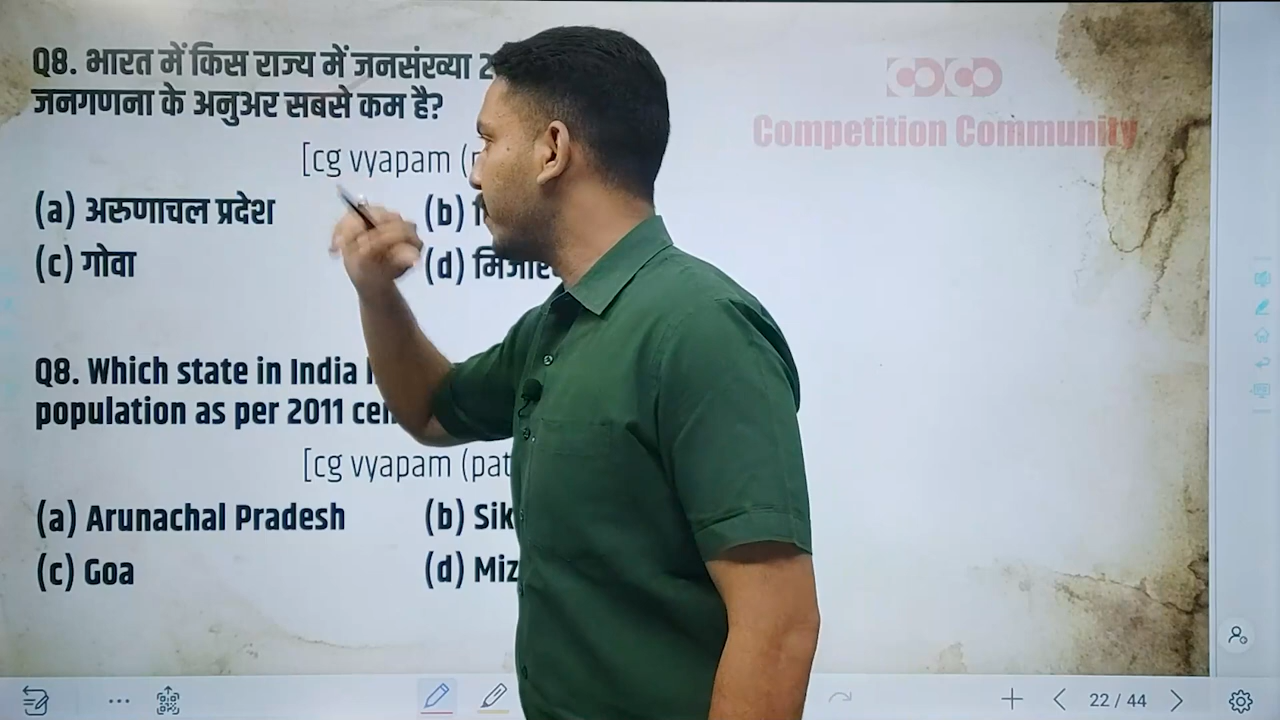 Q8. भारत में किस राज्य में जनसंख्या
जनगणना के अनुअर सबसे कम है?
[cg vyapam
(a) अरुणाचल प्रदेश
(b)
(c) गोवा
(d)
Q8. Which state in India
population as per 2011
[cg vyapam
(a) Arunachal Pradesh
(b)
(c) Goa
(d)
COCO
Competition Community
22 / 44